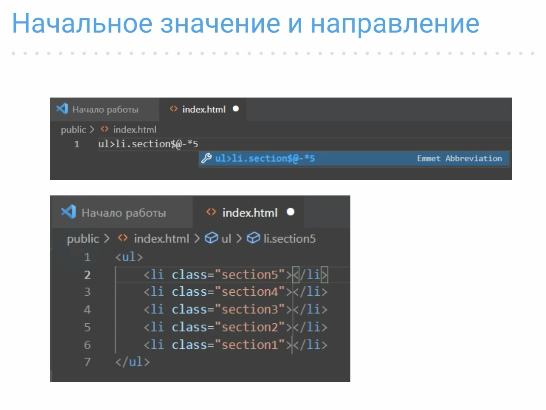 Начальное значение и направление
Начало работы index.html
public > index.html
1 ul>li.section$@-*5
ul>li.section$@-*5 Emmet Abbreviation
Начало работы index.html
public > index.html > ul > li.section5
1 <ul>
2 <li class="section5"></li>
3 <li class="section4"></li>
4 <li class="section3"></li>
5 <li class="section2"></li>
6 <li class="section1"></li>
7 </ul>